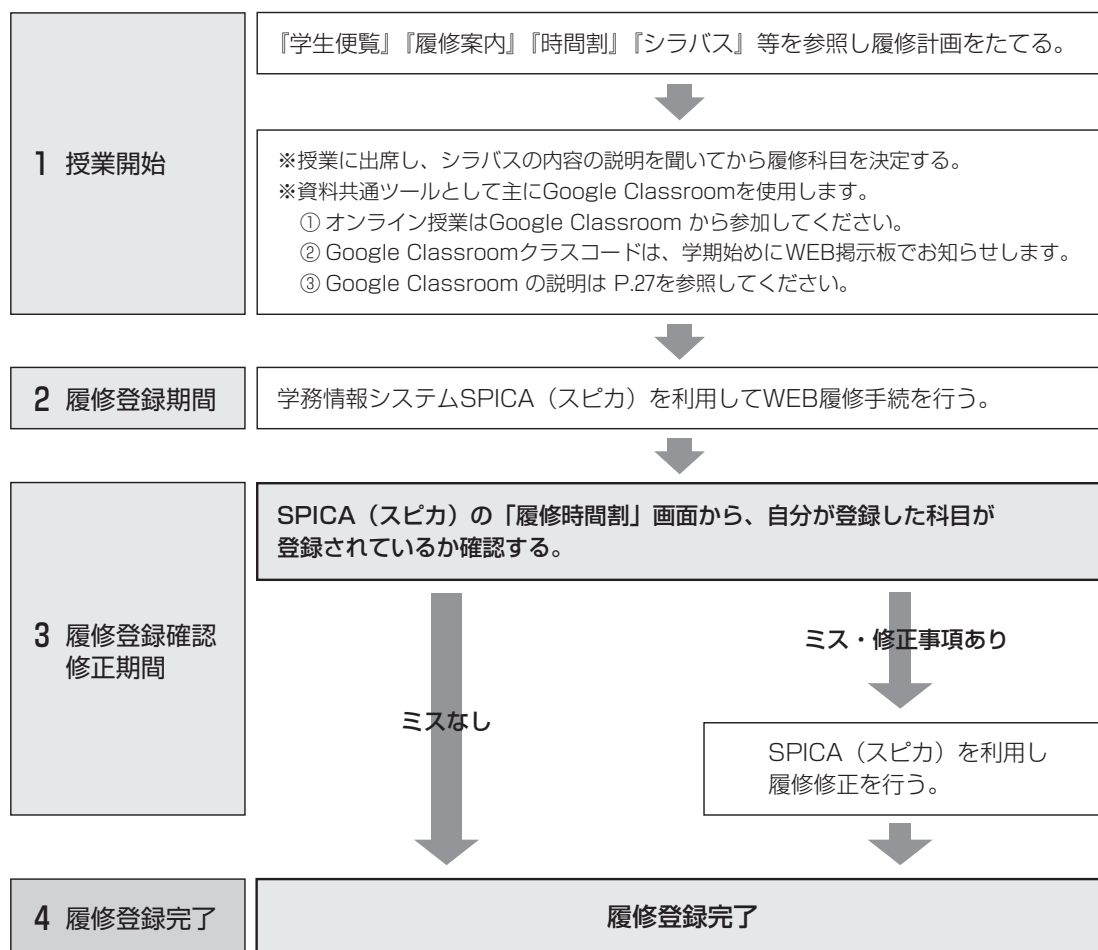 1 授業開始
『学生便覧』『履修案内』『時間割』『シラバス』等を参照し履修計画をたてる。
※授業に出席し、シラバスの内容の説明を聞いてから履修科目を決定する。
※資料共通ツールとして主にGoogle Classroomを使用します。
① オンライン授業はGoogle Classroom から参加してください。
② Google Classroomクラスコードは、学期始めにWEB掲示板でお知らせします。
③ Google Classroom の説明は P.27を参照してください。
2 履修登録期間
学務情報システムSPICA（スピカ）を利用してWEB履修手続を行う。
3 履修登録確認
修正期間
SPICA（スピカ）の「履修時間割」画面から、自分が登録した科目が
登録されているか確認する。
ミス・修正事項あり
ミスなし
SPICA（スピカ）を利用し
履修修正を行う。
4 履修登録完了
履修登録完了